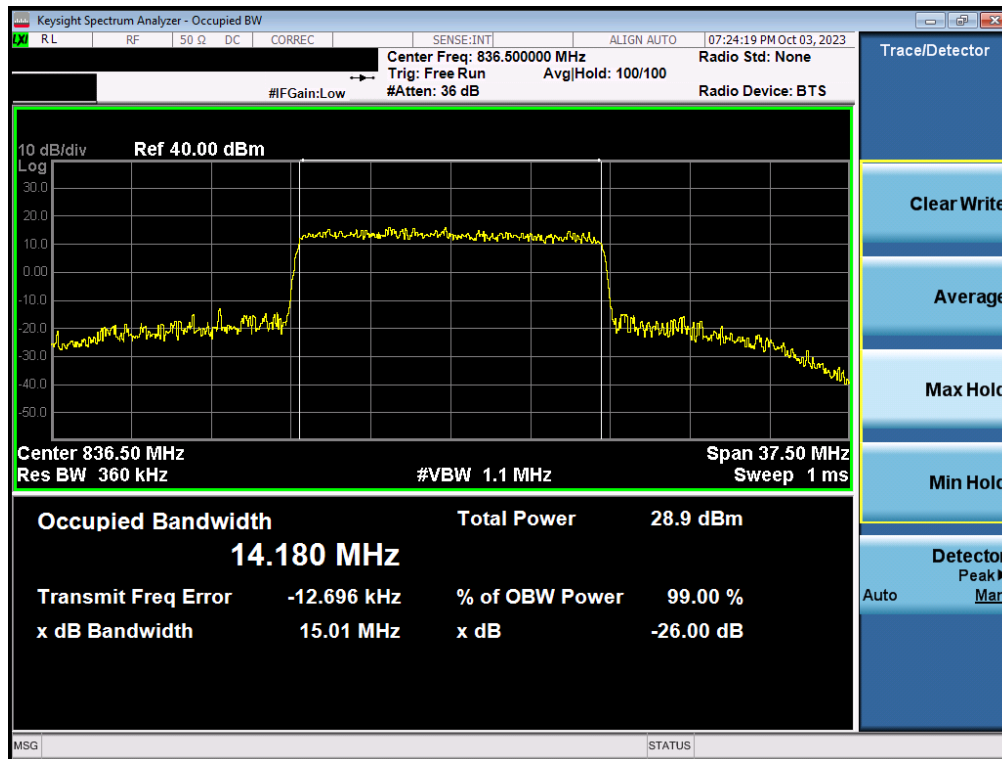 Keysight Spectrum Analyzer - Occupied BW
LXI RL RF 50 Ω DC CORREC SENSE:INT ALIGN AUTO 07:24:19 PM Oct 03, 2023
Center Freq: 836.500000 MHz Radio Std: None
Trig: Free Run Avg|Hold: 100/100
#IFGain:Low #Atten: 36 dB Radio Device: BTS
Trace/Detector
10 dB/div Ref 40.00 dBm
Log
30.0
20.0
10.0
0.00
-10.0
-20.0
-30.0
-40.0
-50.0
Center 836.50 MHz Span 37.50 MHz
Res BW 360 kHz #VBW 1.1 MHz Sweep 1 ms
Clear Write
Average
Max Hold
Min Hold
Detector
Peak▶
Auto Man
Occupied Bandwidth Total Power 28.9 dBm
14.180 MHz
Transmit Freq Error -12.696 kHz % of OBW Power 99.00 %
x dB Bandwidth 15.01 MHz x dB -26.00 dB
MSG STATUS